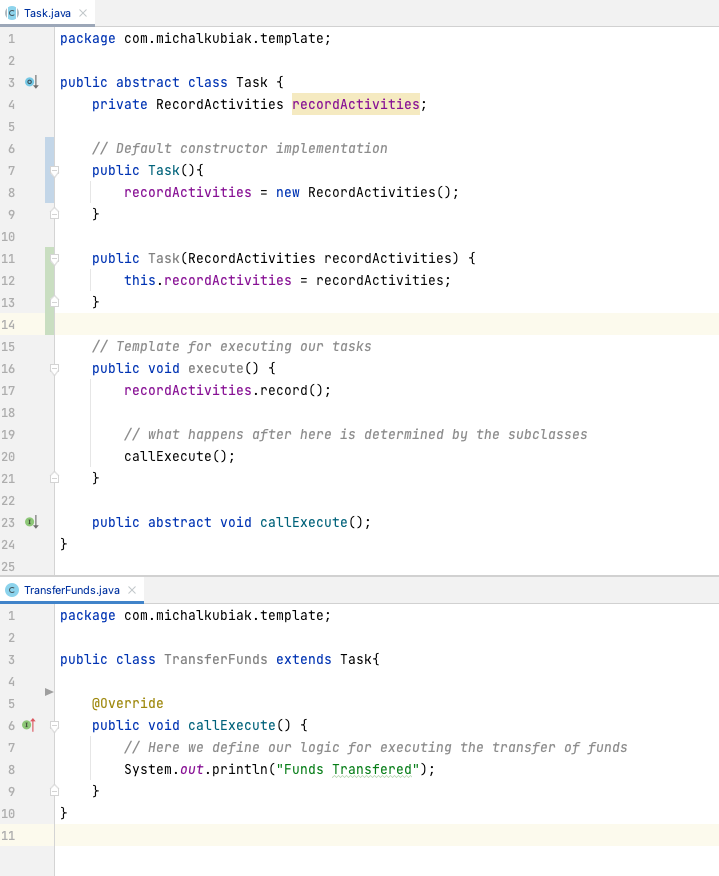 Task.java
1 package com.michalkubiak.template;
2
3 public abstract class Task {
4 private RecordActivities recordActivities;
5
6 // Default constructor implementation
7 public Task(){
8 recordActivities = new RecordActivities();
9 }
10
11 public Task(RecordActivities recordActivities) {
12 this.recordActivities = recordActivities;
13 }
14
15 // Template for executing our tasks
16 public void execute() {
17 recordActivities.record();
18
19 // what happens after here is determined by the subclasses
20 callExecute();
21 }
22
23 public abstract void callExecute();
24 }
25
TransferFunds.java
1 package com.michalkubiak.template;
2
3 public class TransferFunds extends Task{
4
5 @Override
6 public void callExecute() {
7 // Here we define our logic for executing the transfer of funds
8 System.out.println("Funds Transfered");
9 }
10 }
11